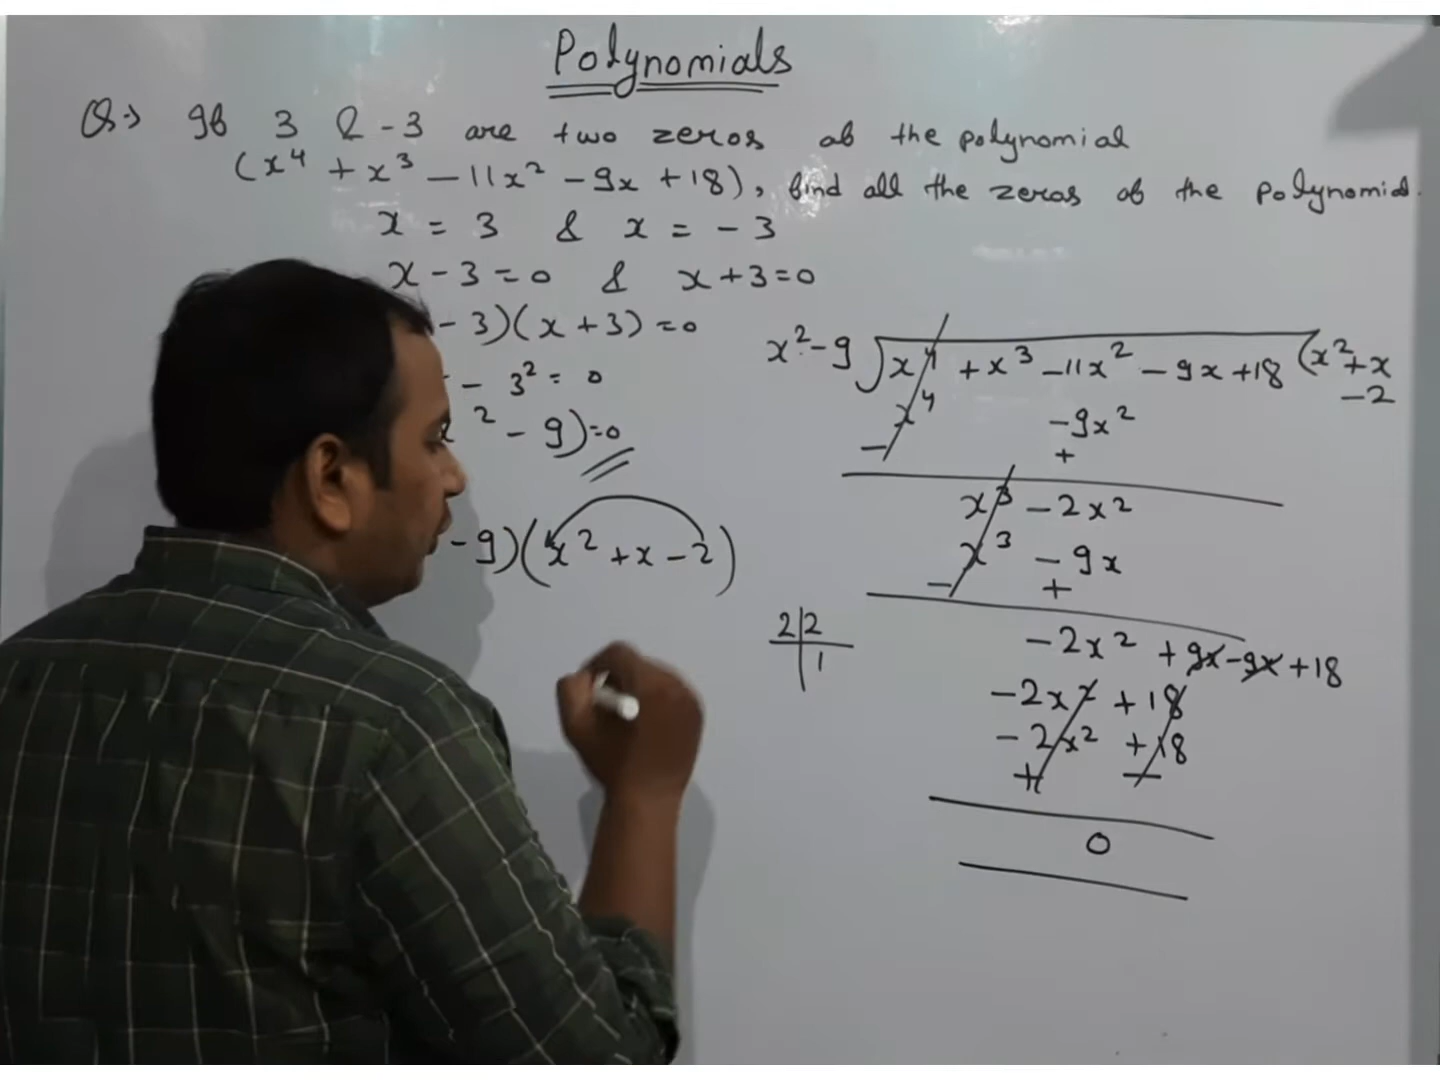 Polynomials
Q.→ If 3 & -3 are two zeros of the polynomial
(x⁴ + x³ - 11x² - 9x + 18), find all the zeros of the polynomial.
x = 3 & x = -3
x - 3 = 0 & x + 3 = 0
- 3)(x + 3) = 0
- 3² = 0
x² - 9) = 0
- 9)(x² + x - 2)
2|2
1
x² - 9) x⁴ + x³ - 11x² - 9x + 18 (x² + x
- 2
x⁴ - 9x²
- +
x³ - 2x²
x³ - 9x
- +
-2x² + 9x - 9x + 18
-2x² + 18
-2x² + 18
+ -
0